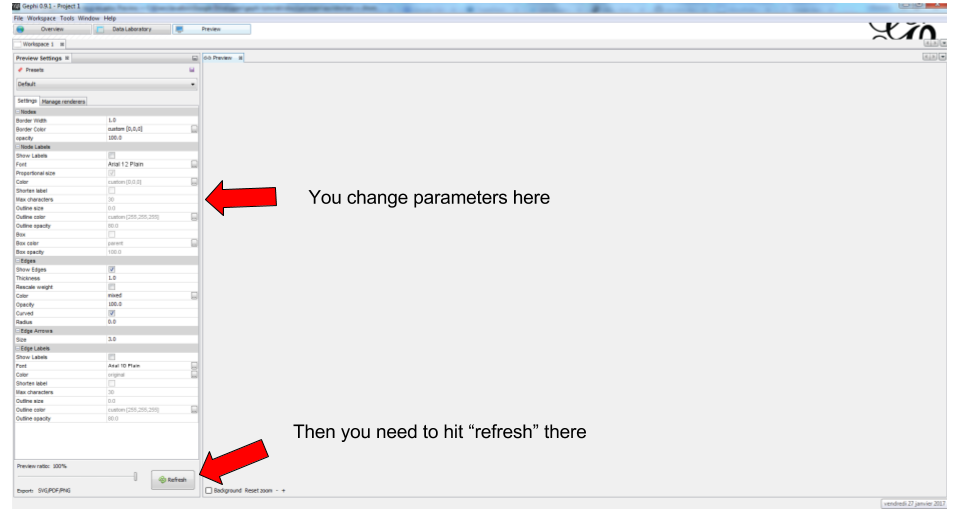 Gephi 0.9.1 - Project 1
File Workspace Tools Window Help
Overview Data Laboratory Preview
Workspace 1
Preview Settings Preview
Presets
Default
Settings Manage renderers
Nodes
Border Width 1.0
Border Color custom [0,0,0]
opacity 100.0
Node Labels
Show Labels
Font Arial 12 Plain
Proportional size
Color custom [0,0,0]
Shorten label
Max characters 30
Outline size 0.0
Outline color custom [255,255,255]
Outline opacity 80.0
Box
Box color parent
Box opacity 100.0
Edges
Show Edges
Thickness 1.0
Rescale weight
Color mixed
Opacity 100.0
Curved
Radius 0.0
Edge Arrows
Size 3.0
Edge Labels
Show Labels
Font Arial 10 Plain
Color original
Shorten label
Max characters 30
Outline size 0.0
Outline color custom [255,255,255]
Outline opacity 80.0
You change parameters here
Then you need to hit “refresh” there
Preview ratio: 100%
Refresh
Export: SVG/PDF/PNG
Background Reset zoom - +
vendredi 27 janvier 2017